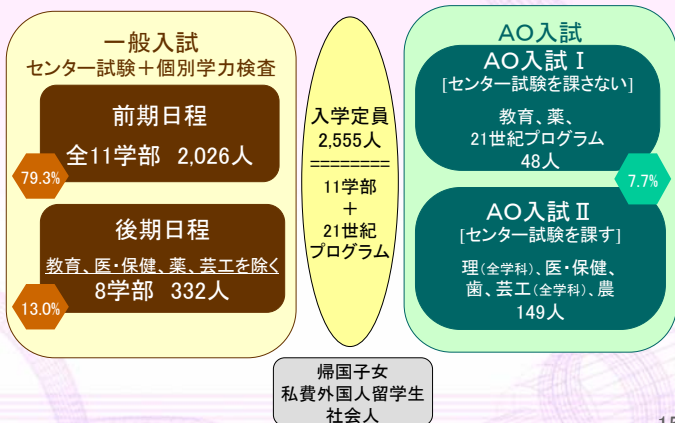 一般入試
センター試験＋個別学力検査
前期日程
全11学部 2,026人
79.3%
後期日程
教育、医・保健、薬、芸工を除く
8学部 332人
13.0%
入学定員
2,555人
========
11学部
＋
21世紀
プログラム
AO入試
AO入試Ⅰ
[センター試験を課さない]
教育、薬、
21世紀プログラム
48人
7.7%
AO入試Ⅱ
[センター試験を課す]
理(全学科)、医・保健、
歯、芸工(全学科)、農
149人
帰国子女
私費外国人留学生
社会人